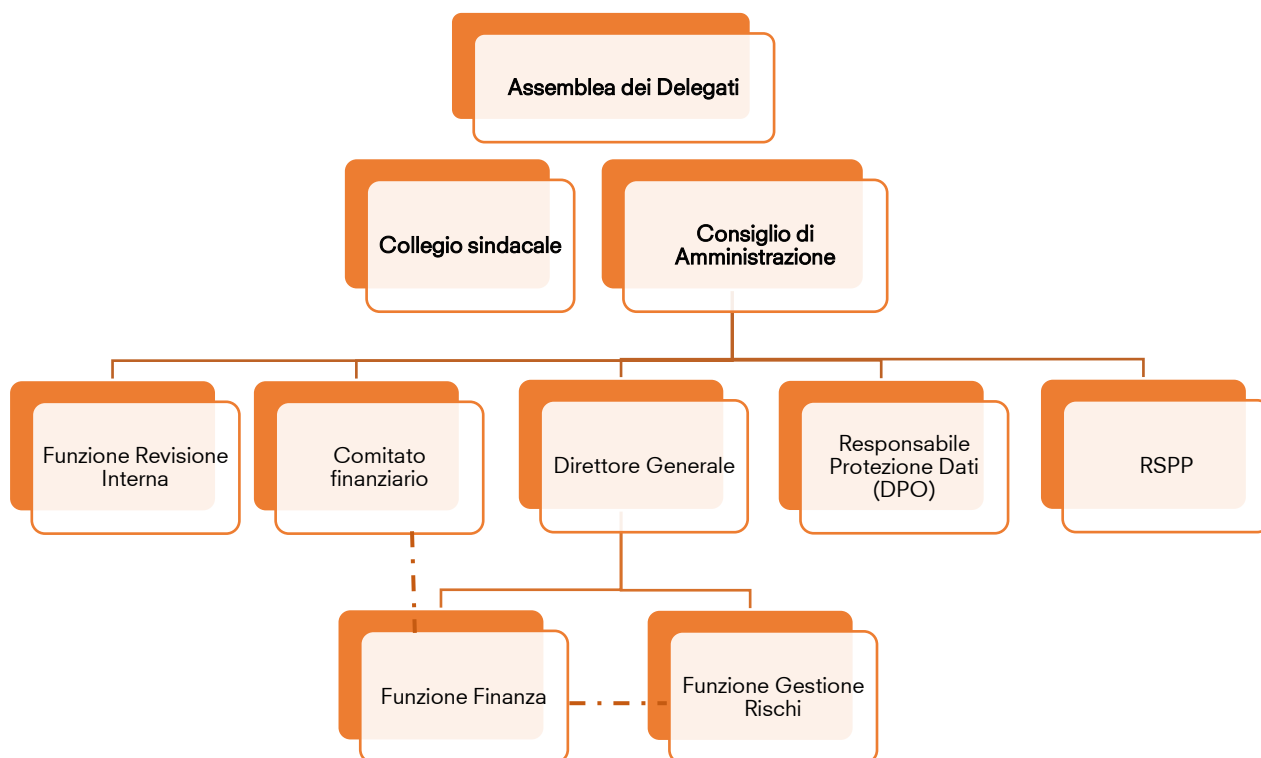 Assemblea dei Delegati
Collegio sindacale
Consiglio di
Amministrazione
Funzione Revisione
Interna
Comitato
finanziario
Direttore Generale
Responsabile
Protezione Dati
(DPO)
RSPP
Funzione Finanza
Funzione Gestione
Rischi